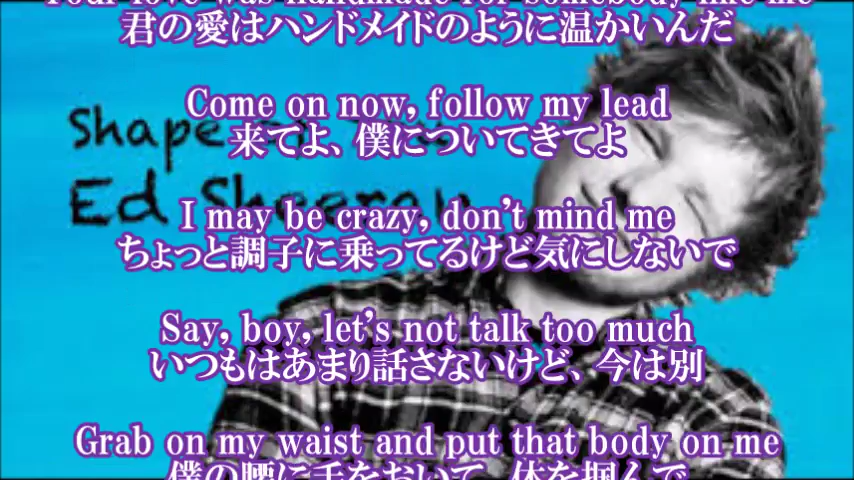 Your love was handmade for somebody like me
君の愛はハンドメイドのように温かいんだ
Come on now, follow my lead
来てよ、僕についてきてよ
Shape
I may be crazy, don't mind me
Ed Sheeran
ちょっと調子に乗ってるけど気にしないで
Say, boy, let's not talk too much
いつもはあまり話さないけど、今は別
Grab on my waist and put that body on me
僕の腰に手をおいて、体を掴んで